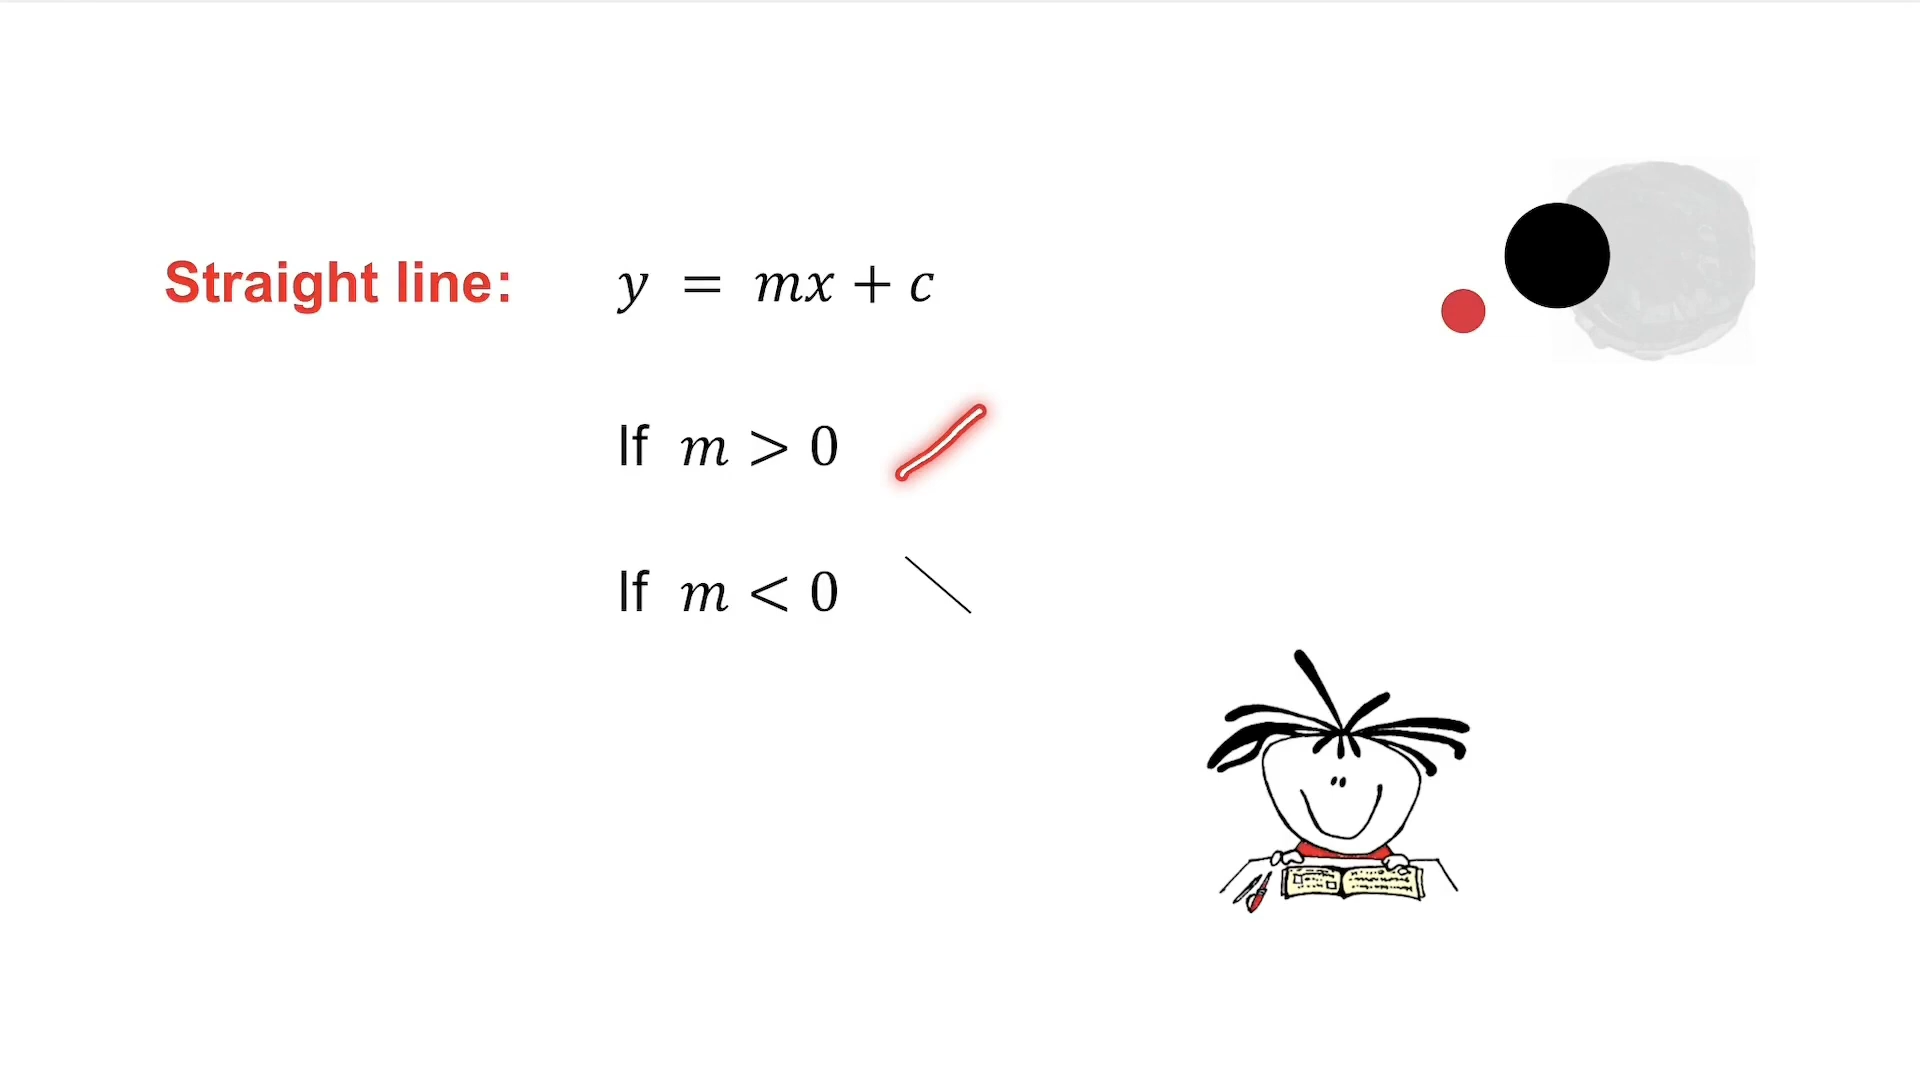 Straight line: y = mx + c
If m > 0
If m < 0